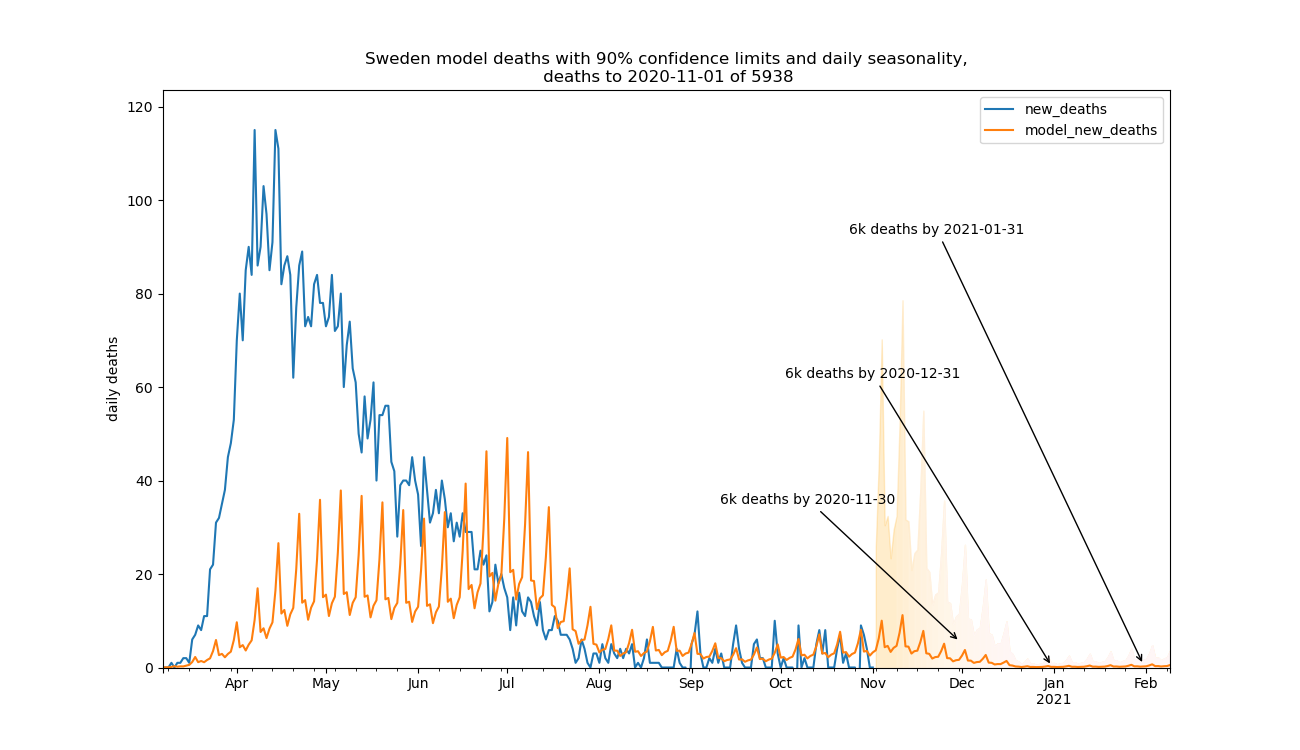 Sweden model deaths with 90% confidence limits and daily seasonality,
deaths to 2020-11-01 of 5938
new_deaths
model_new_deaths
120
100
80
60
40
20
0
daily deaths
6k deaths by 2021-01-31
6k deaths by 2020-12-31
6k deaths by 2020-11-30
Apr May Jun Jul Aug Sep Oct Nov Dec Jan Feb
2021